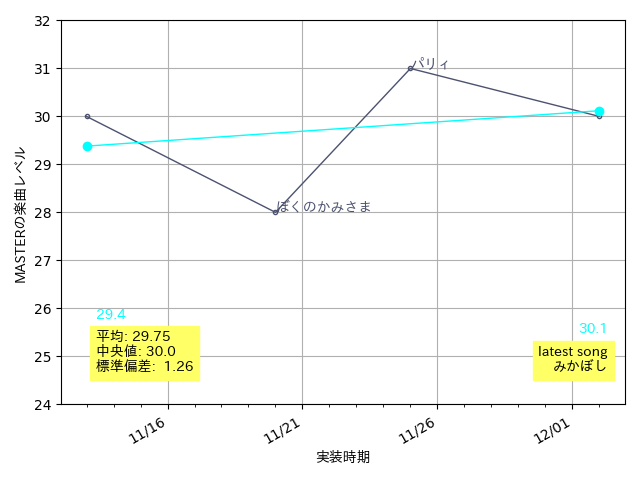 32
31
30
29
28
27
26
25
24
MASTERの楽曲レベル
パリィ
ぼくのかみさま
29.4
平均: 29.75
中央値: 30.0
標準偏差: 1.26
30.1
latest song
みかぼし
11/16
11/21
11/26
12/01
実装時期